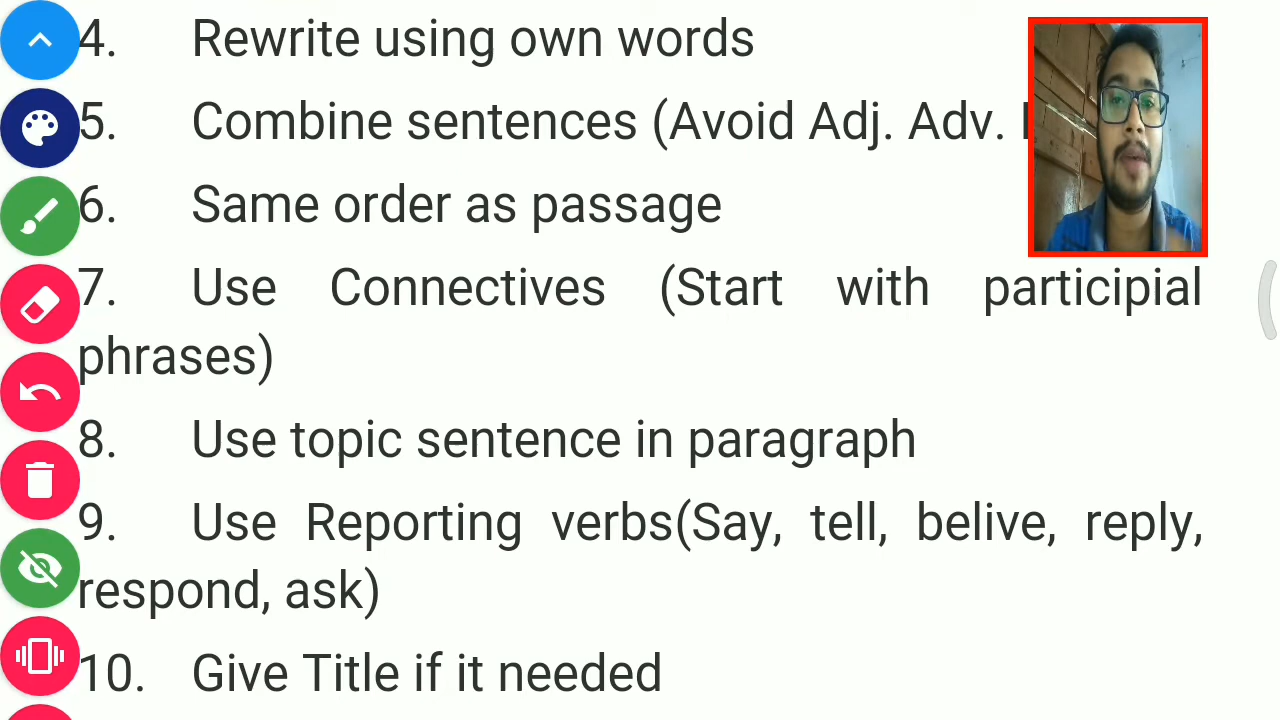 4. Rewrite using own words
5. Combine sentences (Avoid Adj. Adv.
6. Same order as passage
7. Use Connectives (Start with participial
phrases)
8. Use topic sentence in paragraph
9. Use Reporting verbs(Say, tell, belive, reply,
respond, ask)
10. Give Title if it needed